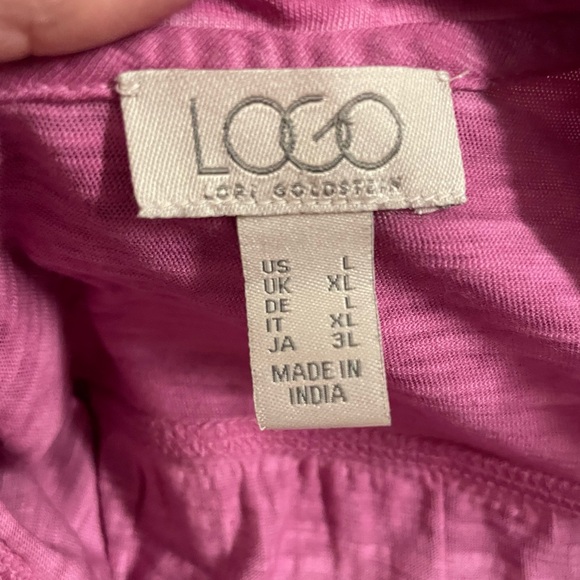 LOGO
LORI GOLDSTEIN
US L
UK XL
DE L
IT XL
JA 3L
MADE IN
INDIA